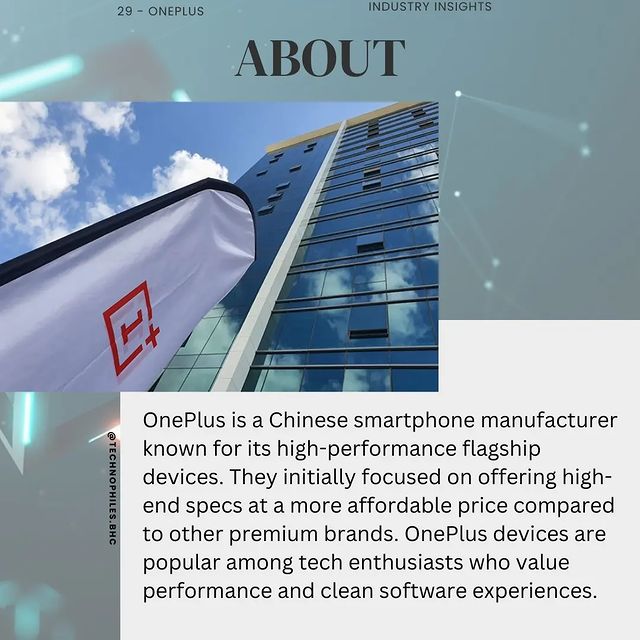 29 - ONEPLUS
INDUSTRY INSIGHTS
ABOUT
OnePlus is a Chinese smartphone manufacturer
known for its high-performance flagship
devices. They initially focused on offering high-
end specs at a more affordable price compared
to other premium brands. OnePlus devices are
popular among tech enthusiasts who value
performance and clean software experiences.
@TECHNOPHILES.BHC